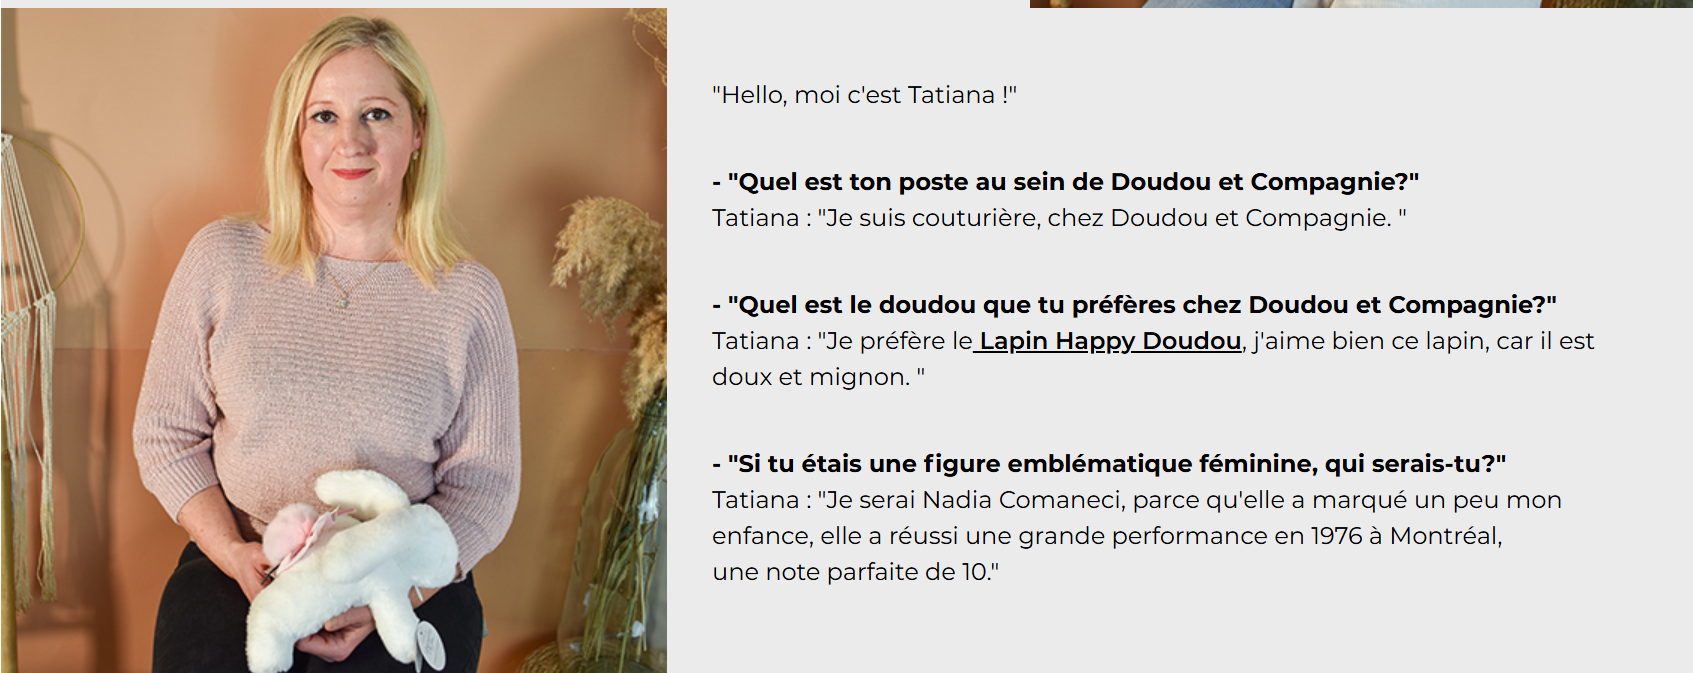 "Hello, moi c'est Tatiana !"
- "Quel est ton poste au sein de Doudou et Compagnie?"
Tatiana : "Je suis couturière, chez Doudou et Compagnie. "
- "Quel est le doudou que tu préfères chez Doudou et Compagnie?"
Tatiana : "Je préfère le Lapin Happy Doudou, j'aime bien ce lapin, car il est
doux et mignon. "
- "Si tu étais une figure emblématique féminine, qui serais-tu?"
Tatiana : "Je serai Nadia Comaneci, parce qu'elle a marqué un peu mon
enfance, elle a réussi une grande performance en 1976 à Montréal,
une note parfaite de 10."